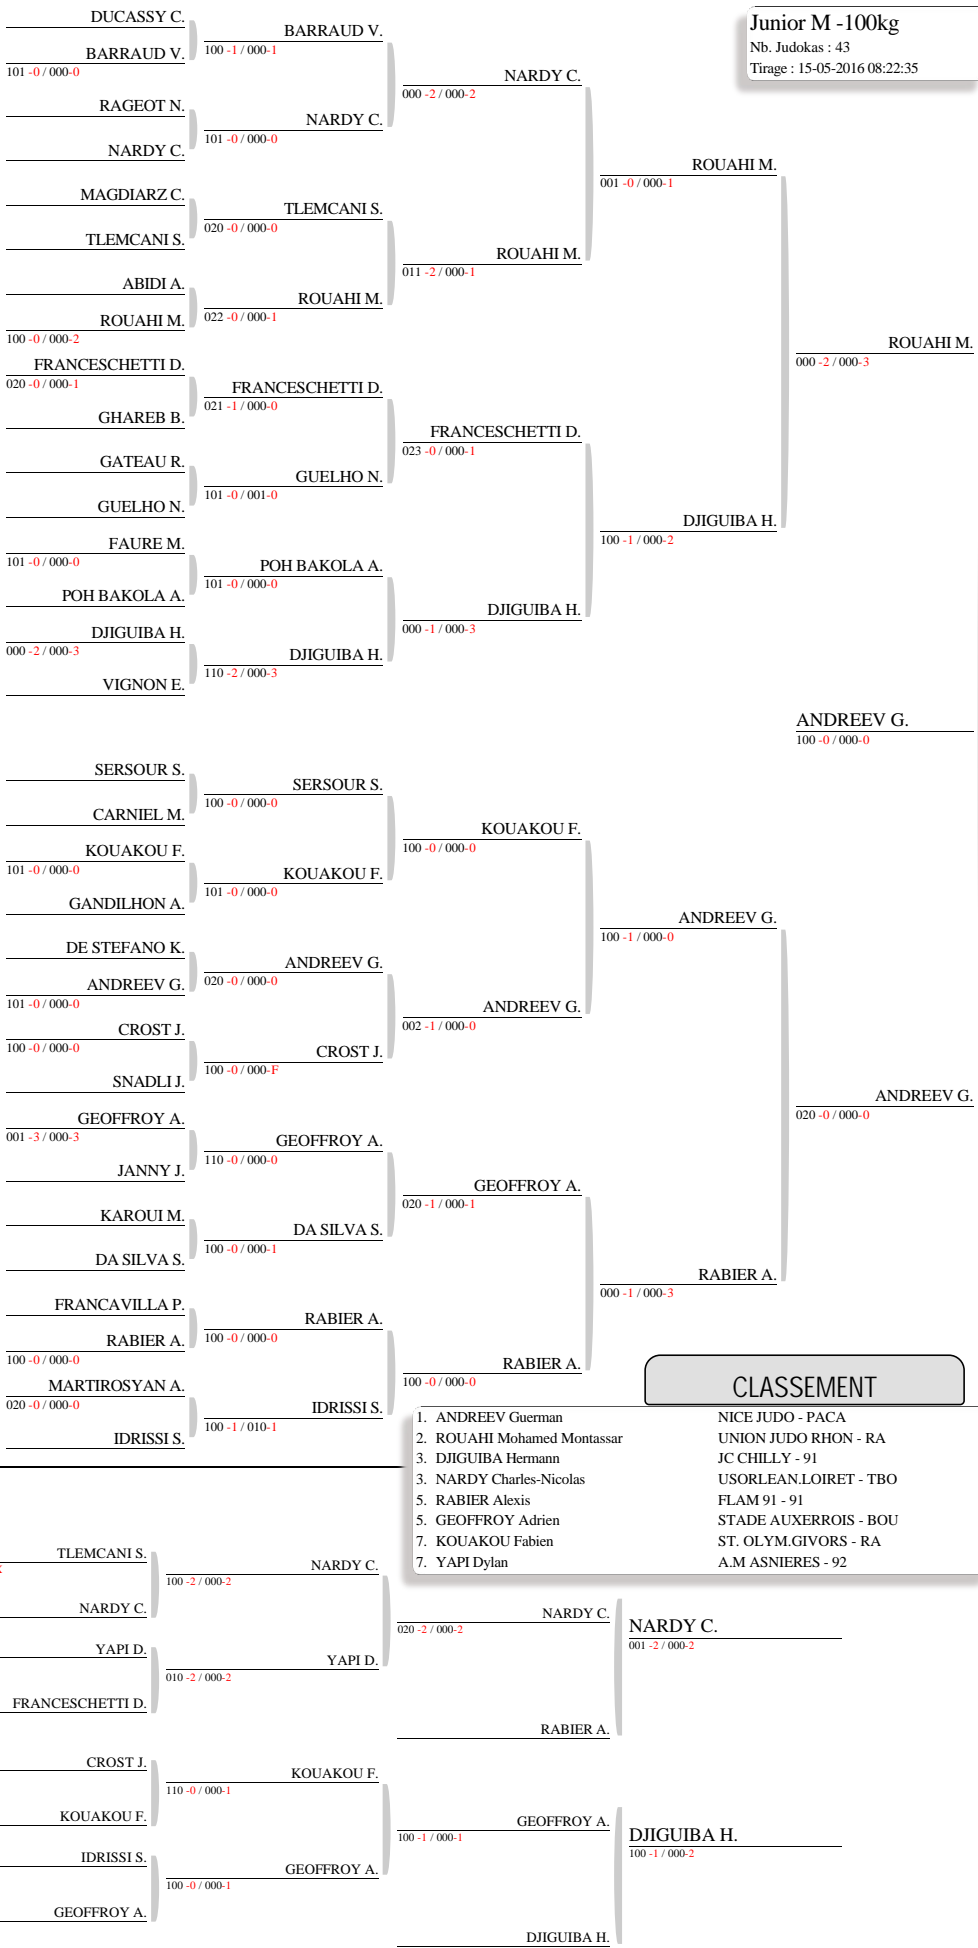 Junior M -100kg
Nb. Judokas : 43
Tirage : 15-05-2016 08:22:35
DUCASSY C.
BARRAUD V.
101 -0 / 000-0
RAGEOT N.
NARDY C.
MAGDIARZ C.
TLEMCANI S.
ABIDI A.
ROUAHI M.
100 -0 / 000-2
FRANCESCHETTI D.
020 -0 / 000-1
GHAREB B.
GATEAU R.
GUELHO N.
FAURE M.
101 -0 / 000-0
POH BAKOLA A.
DJIGUIBA H.
000 -2 / 000-3
VIGNON E.
SERSOUR S.
CARNIEL M.
KOUAKOU F.
101 -0 / 000-0
GANDILHON A.
DE STEFANO K.
ANDREEV G.
101 -0 / 000-0
CROST J.
100 -0 / 000-0
SNADLI J.
GEOFFROY A.
001 -3 / 000-3
JANNY J.
KAROUI M.
DA SILVA S.
FRANCAVILLA P.
RABIER A.
100 -0 / 000-0
MARTIROSYAN A.
020 -0 / 000-0
IDRISSI S.
BARRAUD V.
100 -1 / 000-1
NARDY C.
101 -0 / 000-0
TLEMCANI S.
020 -0 / 000-0
ROUAHI M.
022 -0 / 000-1
FRANCESCHETTI D.
021 -1 / 000-0
GUELHO N.
101 -0 / 001-0
POH BAKOLA A.
101 -0 / 000-0
DJIGUIBA H.
110 -2 / 000-3
SERSOUR S.
100 -0 / 000-0
KOUAKOU F.
101 -0 / 000-0
ANDREEV G.
020 -0 / 000-0
CROST J.
100 -0 / 000-F
GEOFFROY A.
110 -0 / 000-0
DA SILVA S.
100 -0 / 000-1
RABIER A.
100 -0 / 000-0
IDRISSI S.
100 -1 / 010-1
NARDY C.
000 -2 / 000-2
ROUAHI M.
011 -2 / 000-1
FRANCESCHETTI D.
023 -0 / 000-1
DJIGUIBA H.
000 -1 / 000-3
KOUAKOU F.
100 -0 / 000-0
ANDREEV G.
002 -1 / 000-0
GEOFFROY A.
020 -1 / 000-1
RABIER A.
100 -0 / 000-0
ROUAHI M.
001 -0 / 000-1
DJIGUIBA H.
100 -1 / 000-2
ANDREEV G.
100 -1 / 000-0
RABIER A.
000 -1 / 000-3
ROUAHI M.
000 -2 / 000-3
ANDREEV G.
100 -0 / 000-0
ANDREEV G.
020 -0 / 000-0
CLASSEMENT
1. ANDREEV Guerman NICE JUDO - PACA
2. ROUAHI Mohamed Montassar UNION JUDO RHON - RA
3. DJIGUIBA Hermann JC CHILLY - 91
3. NARDY Charles-Nicolas USORLEAN.LOIRET - TBO
5. RABIER Alexis FLAM 91 - 91
5. GEOFFROY Adrien STADE AUXERROIS - BOU
7. KOUAKOU Fabien ST. OLYM.GIVORS - RA
7. YAPI Dylan A.M ASNIERES - 92
TLEMCANI S.
NARDY C.
YAPI D.
FRANCESCHETTI D.
CROST J.
KOUAKOU F.
IDRISSI S.
GEOFFROY A.
NARDY C.
100 -2 / 000-2
YAPI D.
010 -2 / 000-2
KOUAKOU F.
110 -0 / 000-1
GEOFFROY A.
100 -0 / 000-1
NARDY C.
020 -2 / 000-2
RABIER A.
GEOFFROY A.
100 -1 / 000-1
DJIGUIBA H.
NARDY C.
001 -2 / 000-2
DJIGUIBA H.
100 -1 / 000-2